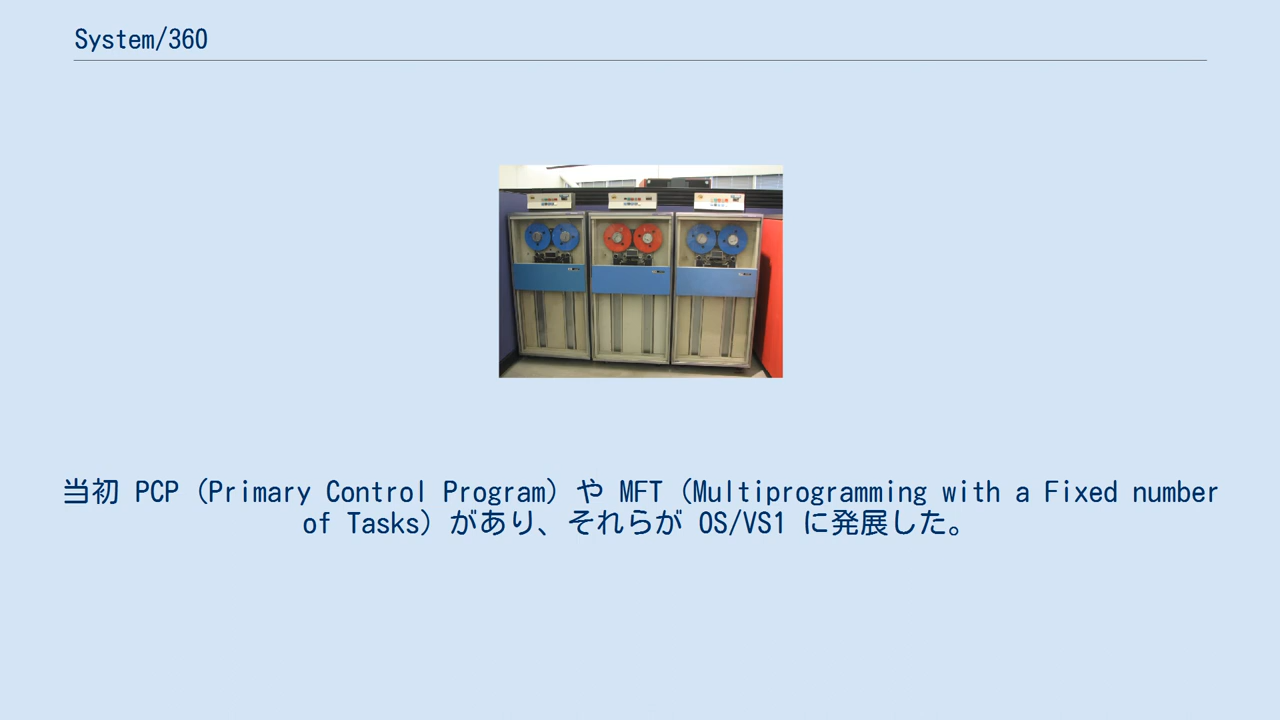 System/360
当初 PCP (Primary Control Program) や MFT (Multiprogramming with a Fixed number
of Tasks) があり、それらが OS/VS1 に発展した。